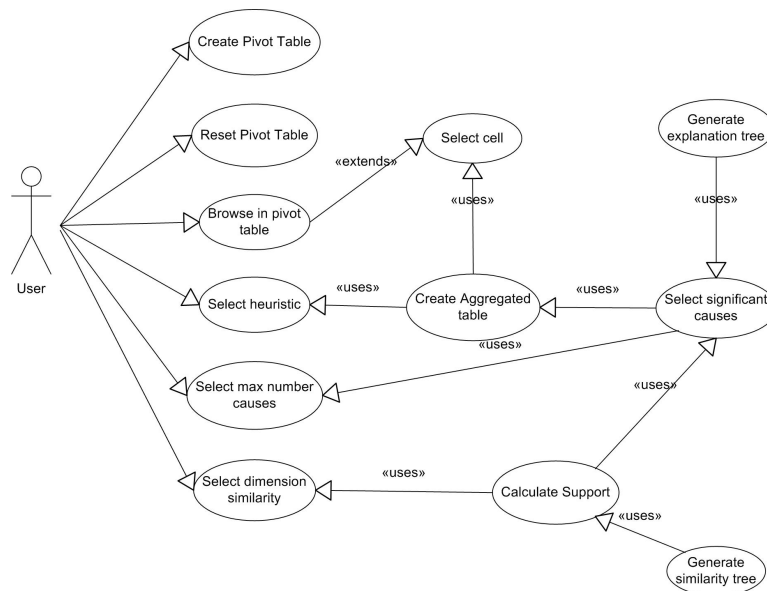 Create Pivot Table
Reset Pivot Table
Select cell
Generate
explanation tree
«extends»
«uses»
«uses»
Browse in pivot
table
User
«uses»
«uses»
Select heuristic
Create Aggregated
table
Select significant
causes
«uses»
Select max number
causes
«uses»
«uses»
Select dimension
similarity
Calculate Support
«uses»
Generate
similarity tree